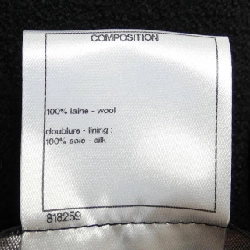 COMPOSITION
100% laine - wool
doublure - lining :
100% soie - silk
818259